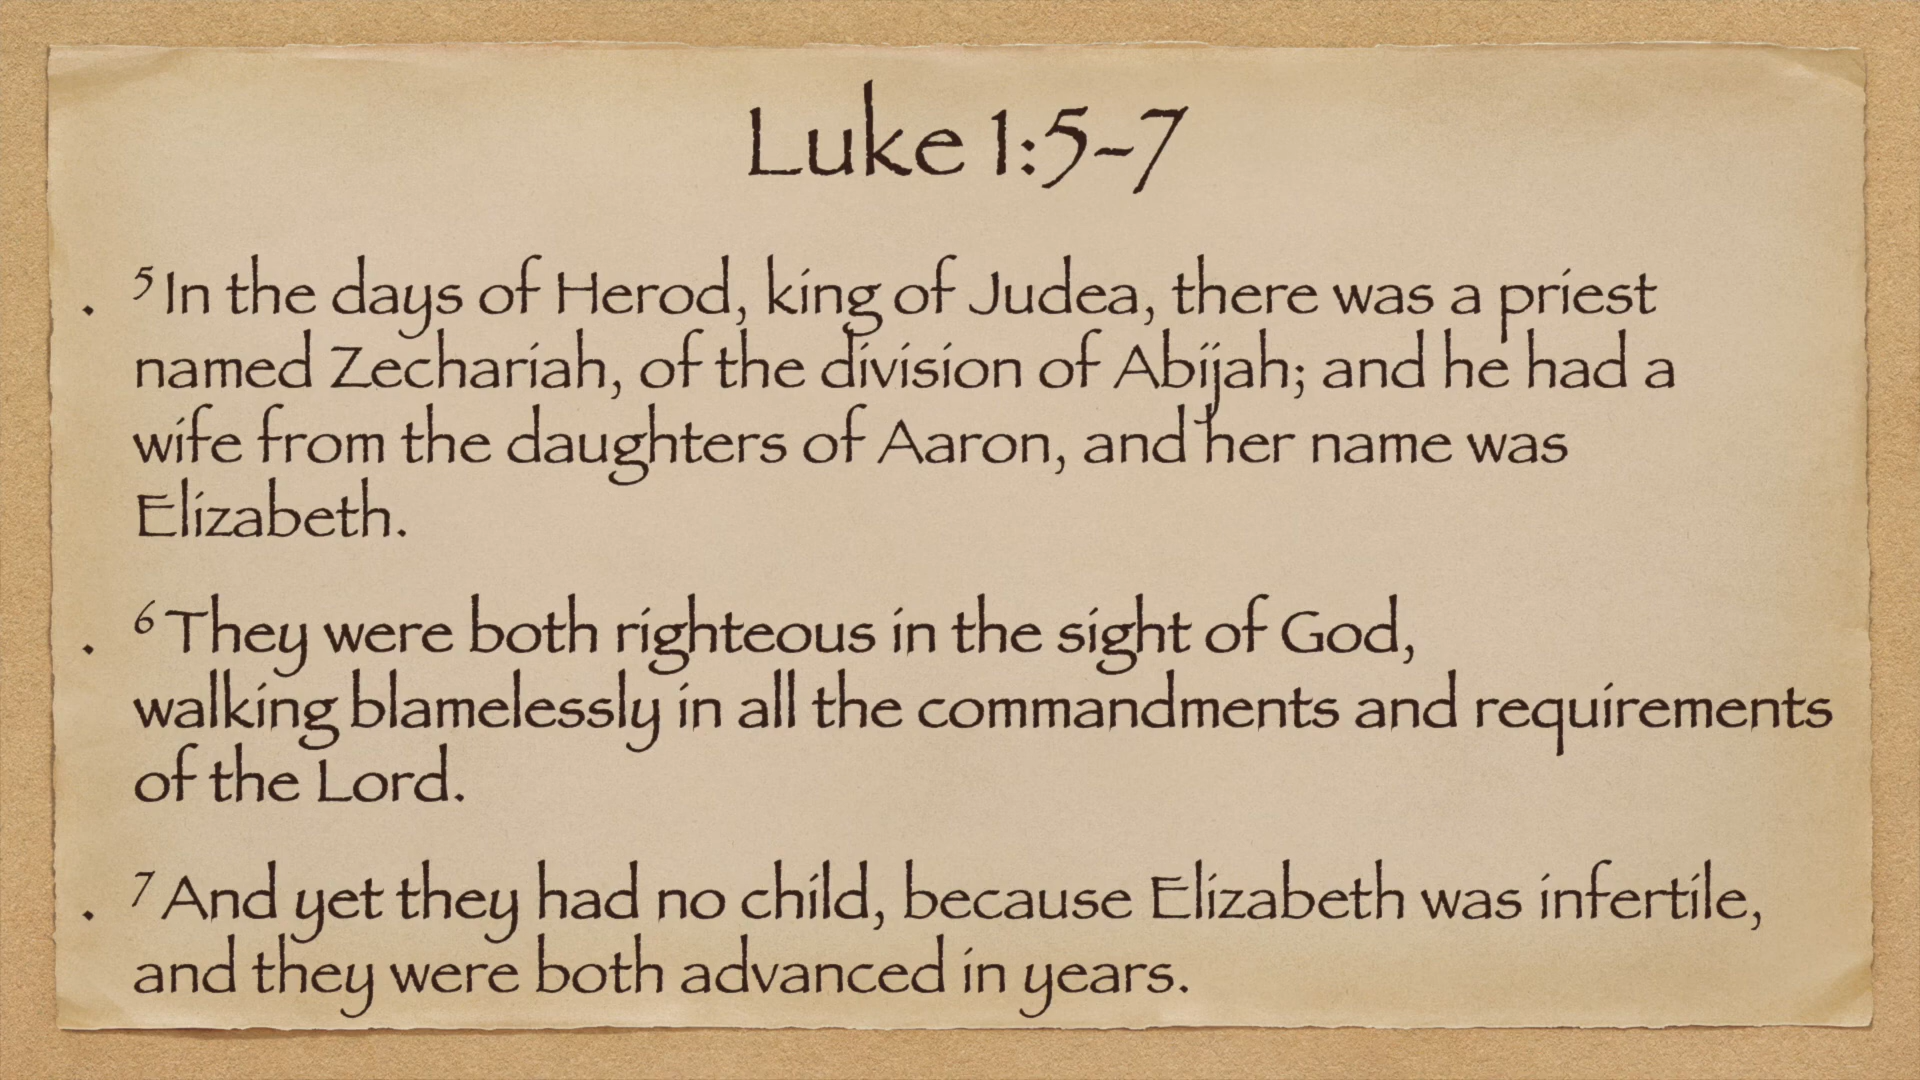 Luke 1:5-7
. 5 In the days of Herod, king of Judea, there was a priest
named Zechariah, of the division of Abijah; and he had a
wife from the daughters of Aaron, and her name was
Elizabeth.
. 6 They were both righteous in the sight of God,
walking blamelessly in all the commandments and requirements
of the Lord.
. 7 And yet they had no child, because Elizabeth was infertile,
and they were both advanced in years.